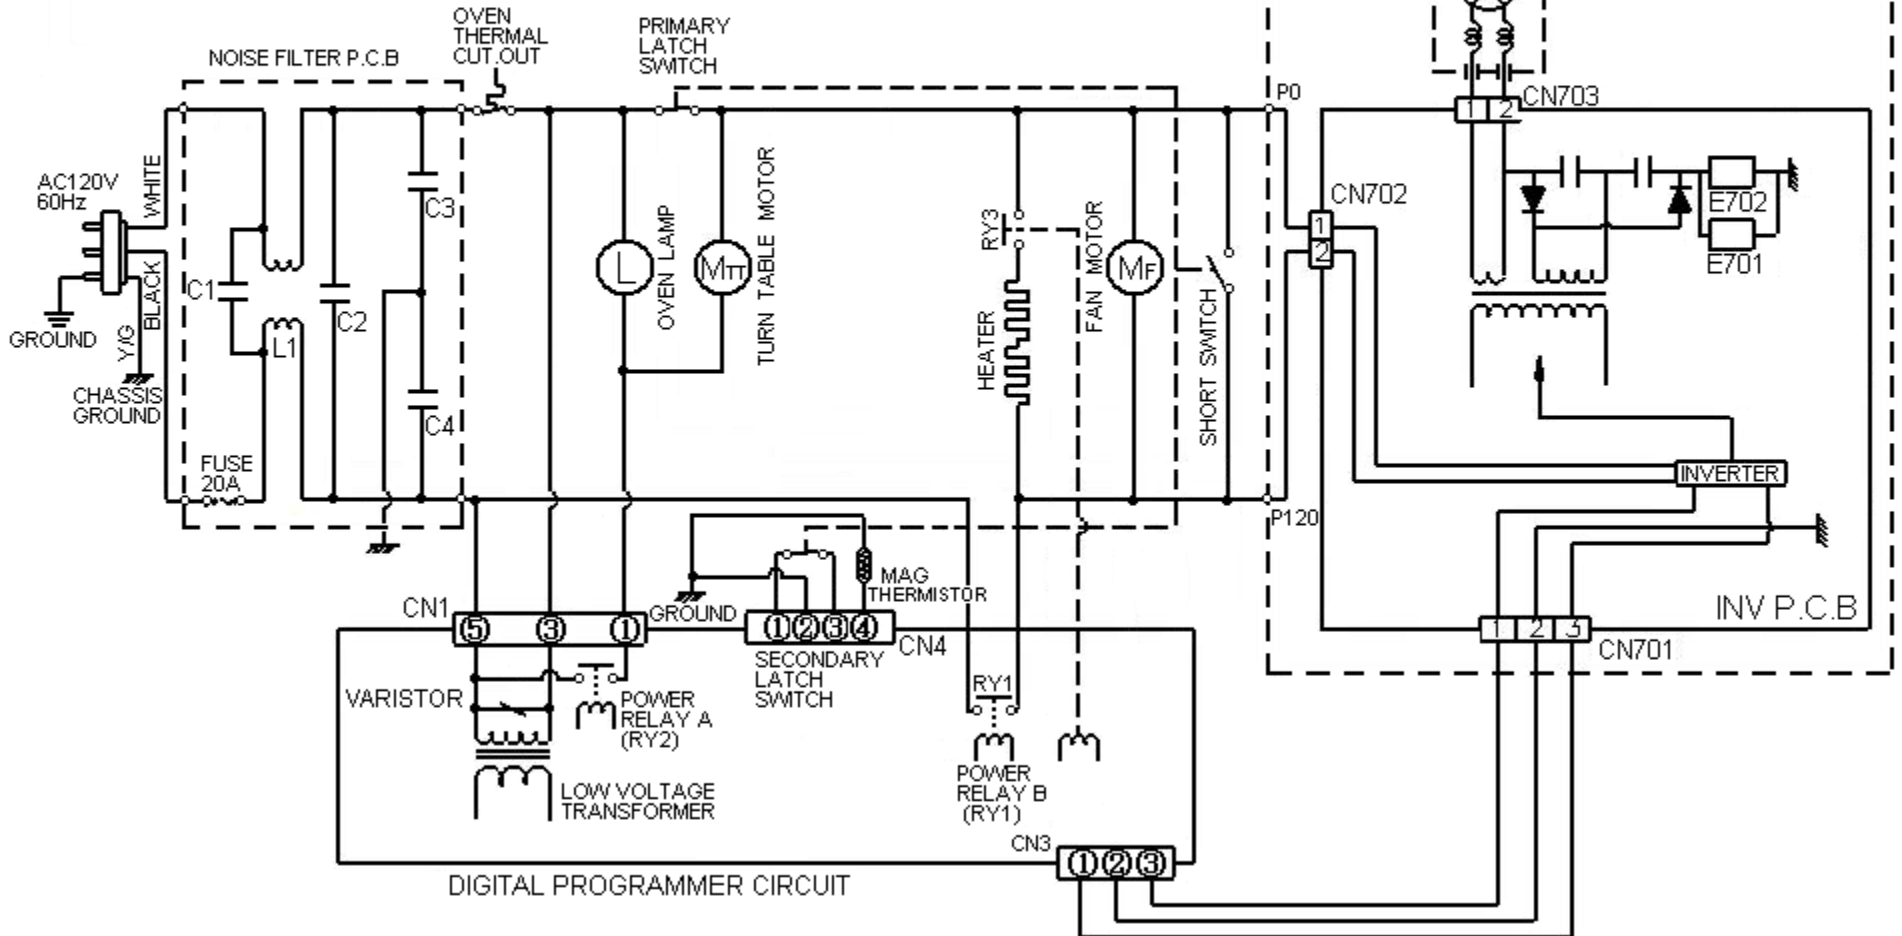 OVEN
THERMAL
CUT OUT
PRIMARY
LATCH
SWITCH
NOISE FILTER P.C.B
P0
CN703
1 2
AC120V
60Hz
WHITE
C3
CN702
1
2
E702
E701
BLACK
Y/G
GROUND
CHASSIS
GROUND
C1
L1
C2
C4
FUSE
20A
L
OVEN LAMP
MTT
TURN TABLE MOTOR
RY3
HEATER
FAN MOTOR
MF
SHORT SWITCH
INVERTER
P120
MAG
THERMISTOR
CN1
⑤ ③ ①
GROUND
①②③④
CN4
SECONDARY
LATCH
SWITCH
INV P.C.B
1 2 3
CN701
VARISTOR
POWER
RELAY A
(RY2)
RY1
POWER
RELAY B
(RY1)
LOW VOLTAGE
TRANSFORMER
CN3
①②③
DIGITAL PROGRAMMER CIRCUIT